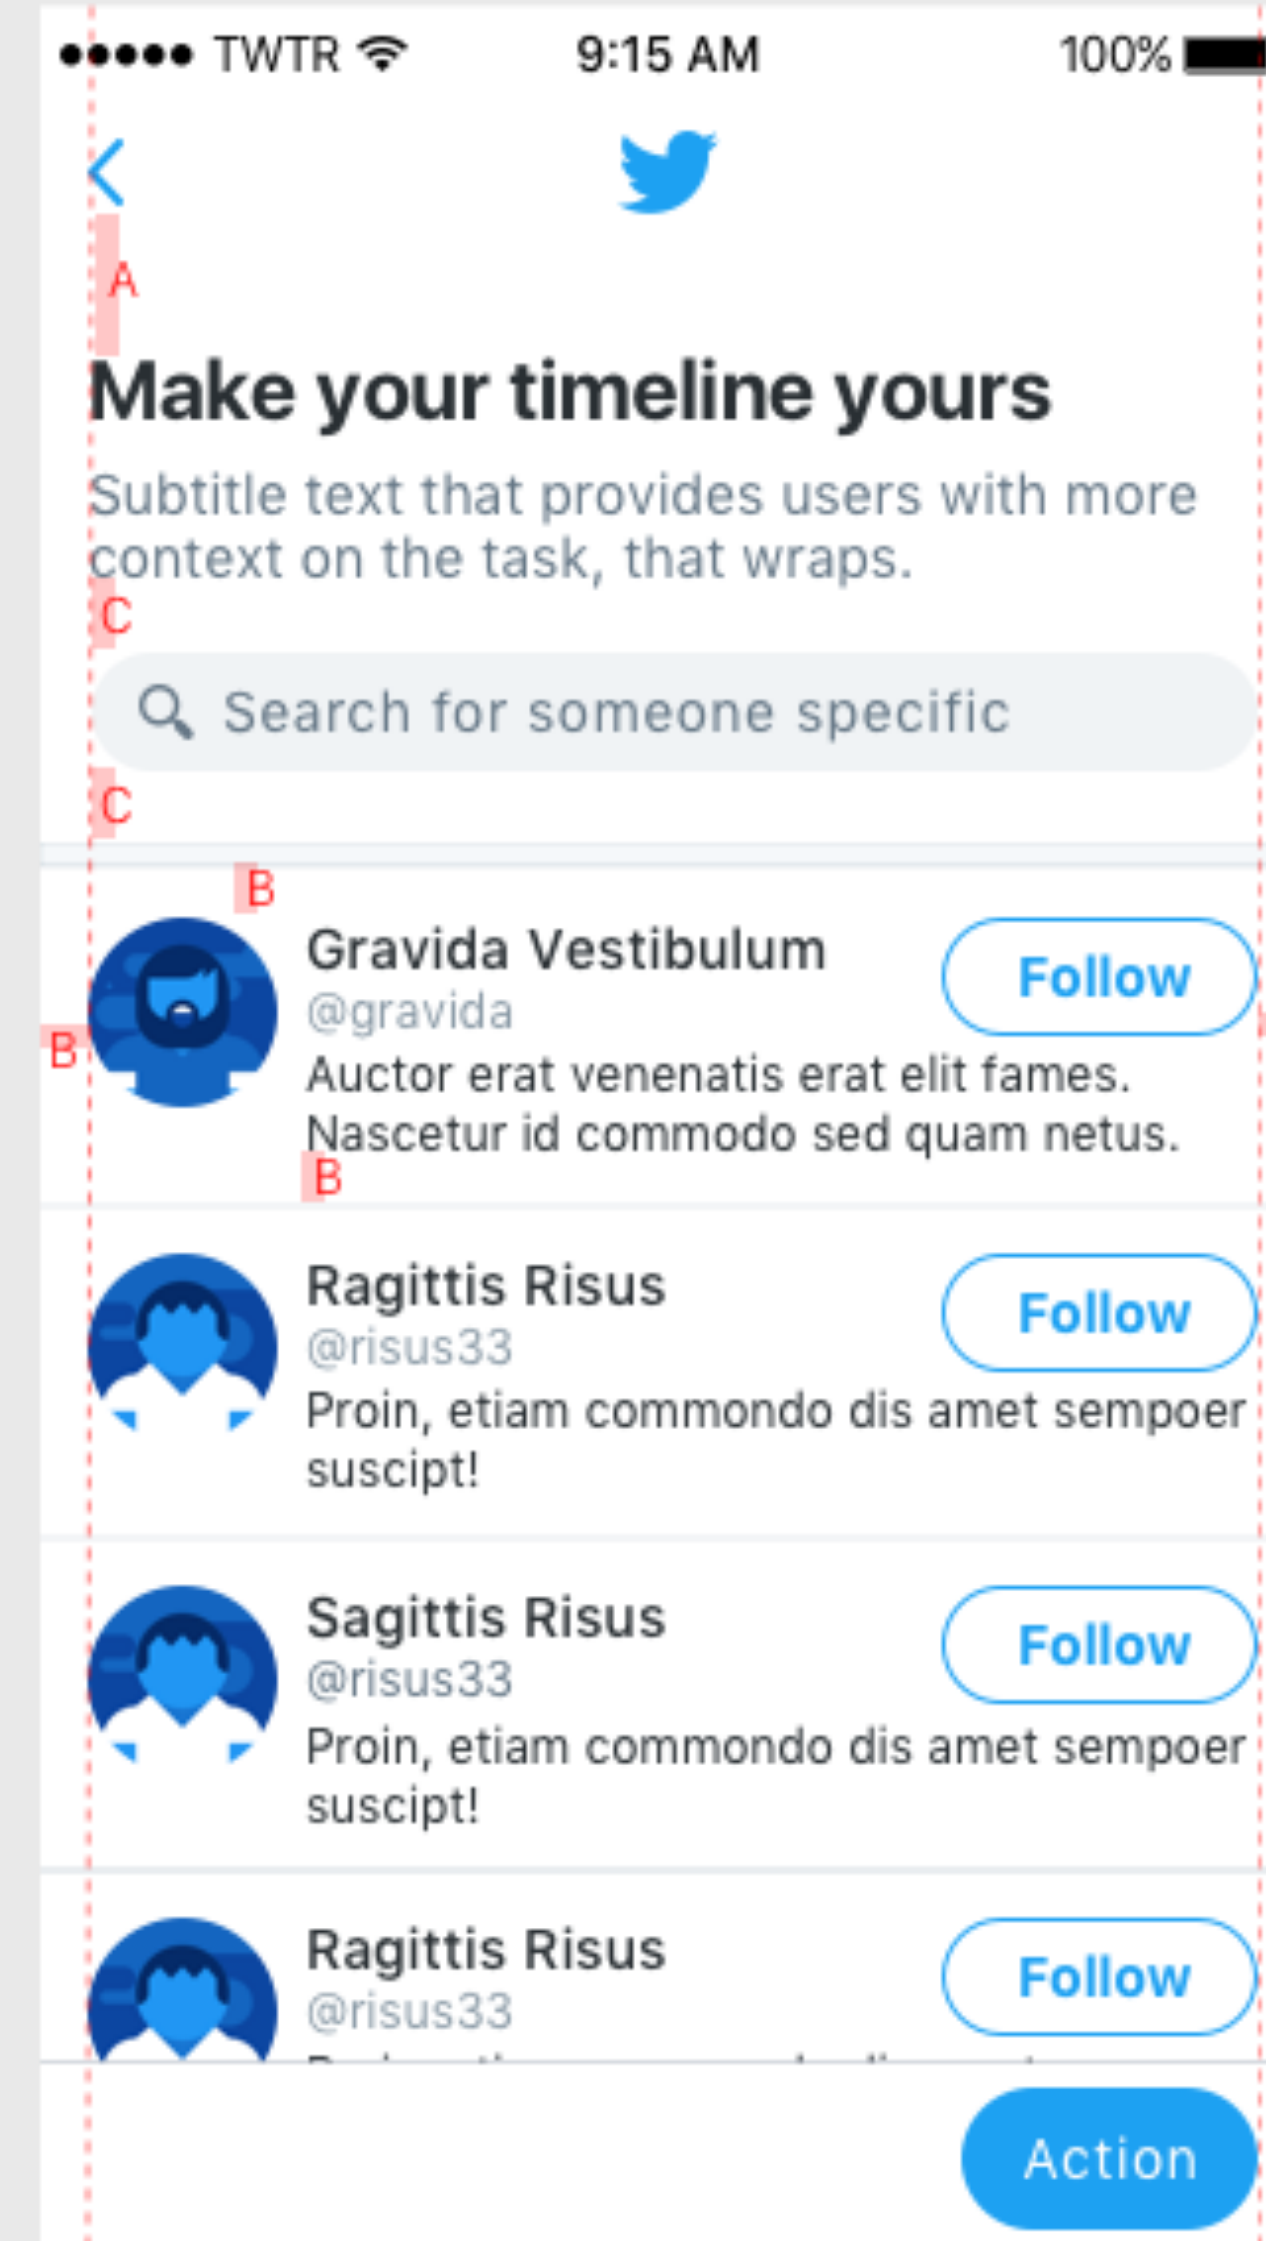 TWTR 9:15 AM 100%
A
Make your timeline yours
Subtitle text that provides users with more
context on the task, that wraps.
C
Search for someone specific
C
B
Gravida Vestibulum Follow
@gravida
B
Auctor erat venenatis erat elit fames.
Nascetur id commodo sed quam netus.
B
Ragittis Risus Follow
@risus33
Proin, etiam commondo dis amet sempoer
suscipt!
Sagittis Risus Follow
@risus33
Proin, etiam commondo dis amet sempoer
suscipt!
Ragittis Risus Follow
@risus33
Action